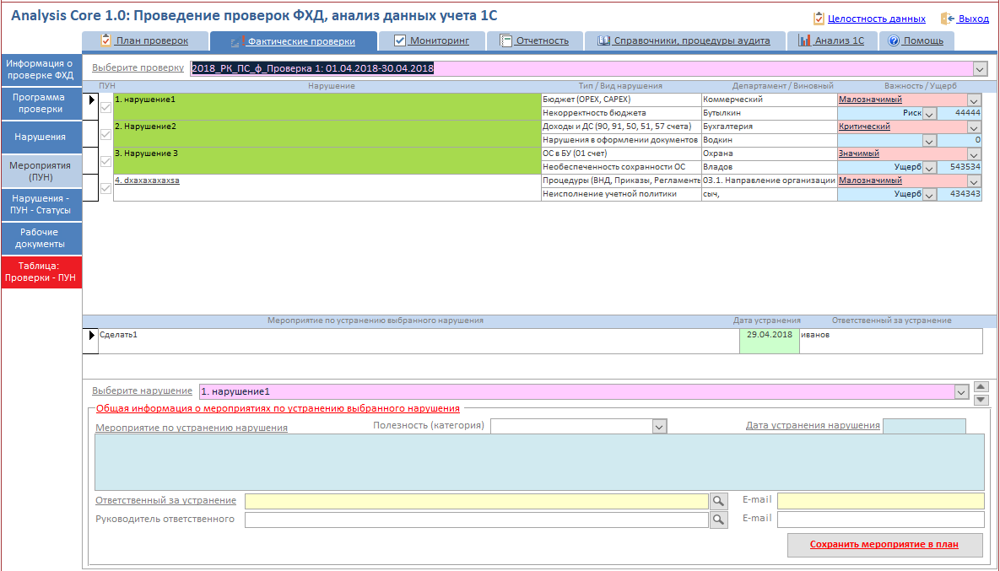 Analysis Core 1.0: Проведение проверок ФХД, анализ данных учета 1С
Целостность данных Выход
План проверок Фактические проверки Мониторинг Отчетность Справочники, процедуры аудита Анализ 1С Помощь
Информация о проверке ФХД
Программа проверки
Нарушения
Мероприятия (ПУН)
Нарушения - ПУН - Статусы
Рабочие документы
Таблица: Проверки - ПУН
Выберите проверку 2018_РК_ПС_ф_Проверка 1: 01.04.2018-30.04.2018
ПУН Нарушение Тип / Вид нарушения Департамент / Виновный Важность / Ущерб
1. нарушение1 Бюджет (OPEX, CAPEX) Коммерческий Малозначимый
Некорректность бюджета Бутылкин Риск 44444
2. Нарушение2 Доходы и ДС (90, 91, 50, 51, 57 счета) Бухгалтерия Критический
Нарушения в оформлении документов Водкин 0
3. Нарушение 3 ОС в БУ (01 счет) Охрана Значимый
Необеспеченность сохранности ОС Владов Ущерб 543534
4. dxaxaxaxaxsa Процедуры (ВНД, Приказы, Регламенть 03.1. Направление организации Малозначимый
Неисполнение учетной политики сыч, Ущерб 434343
Мероприятие по устранению выбранного нарушения Дата устранения Ответственный за устранение
Сделать1 29.04.2018 иванов
Выберите нарушение 1. нарушение1
Общая информация о мероприятиях по устранению выбранного нарушения
Мероприятие по устранению нарушения Полезность (категория) Дата устранения нарушения
Ответственный за устранение E-mail
Руководитель ответственного E-mail
Сохранить мероприятие в план